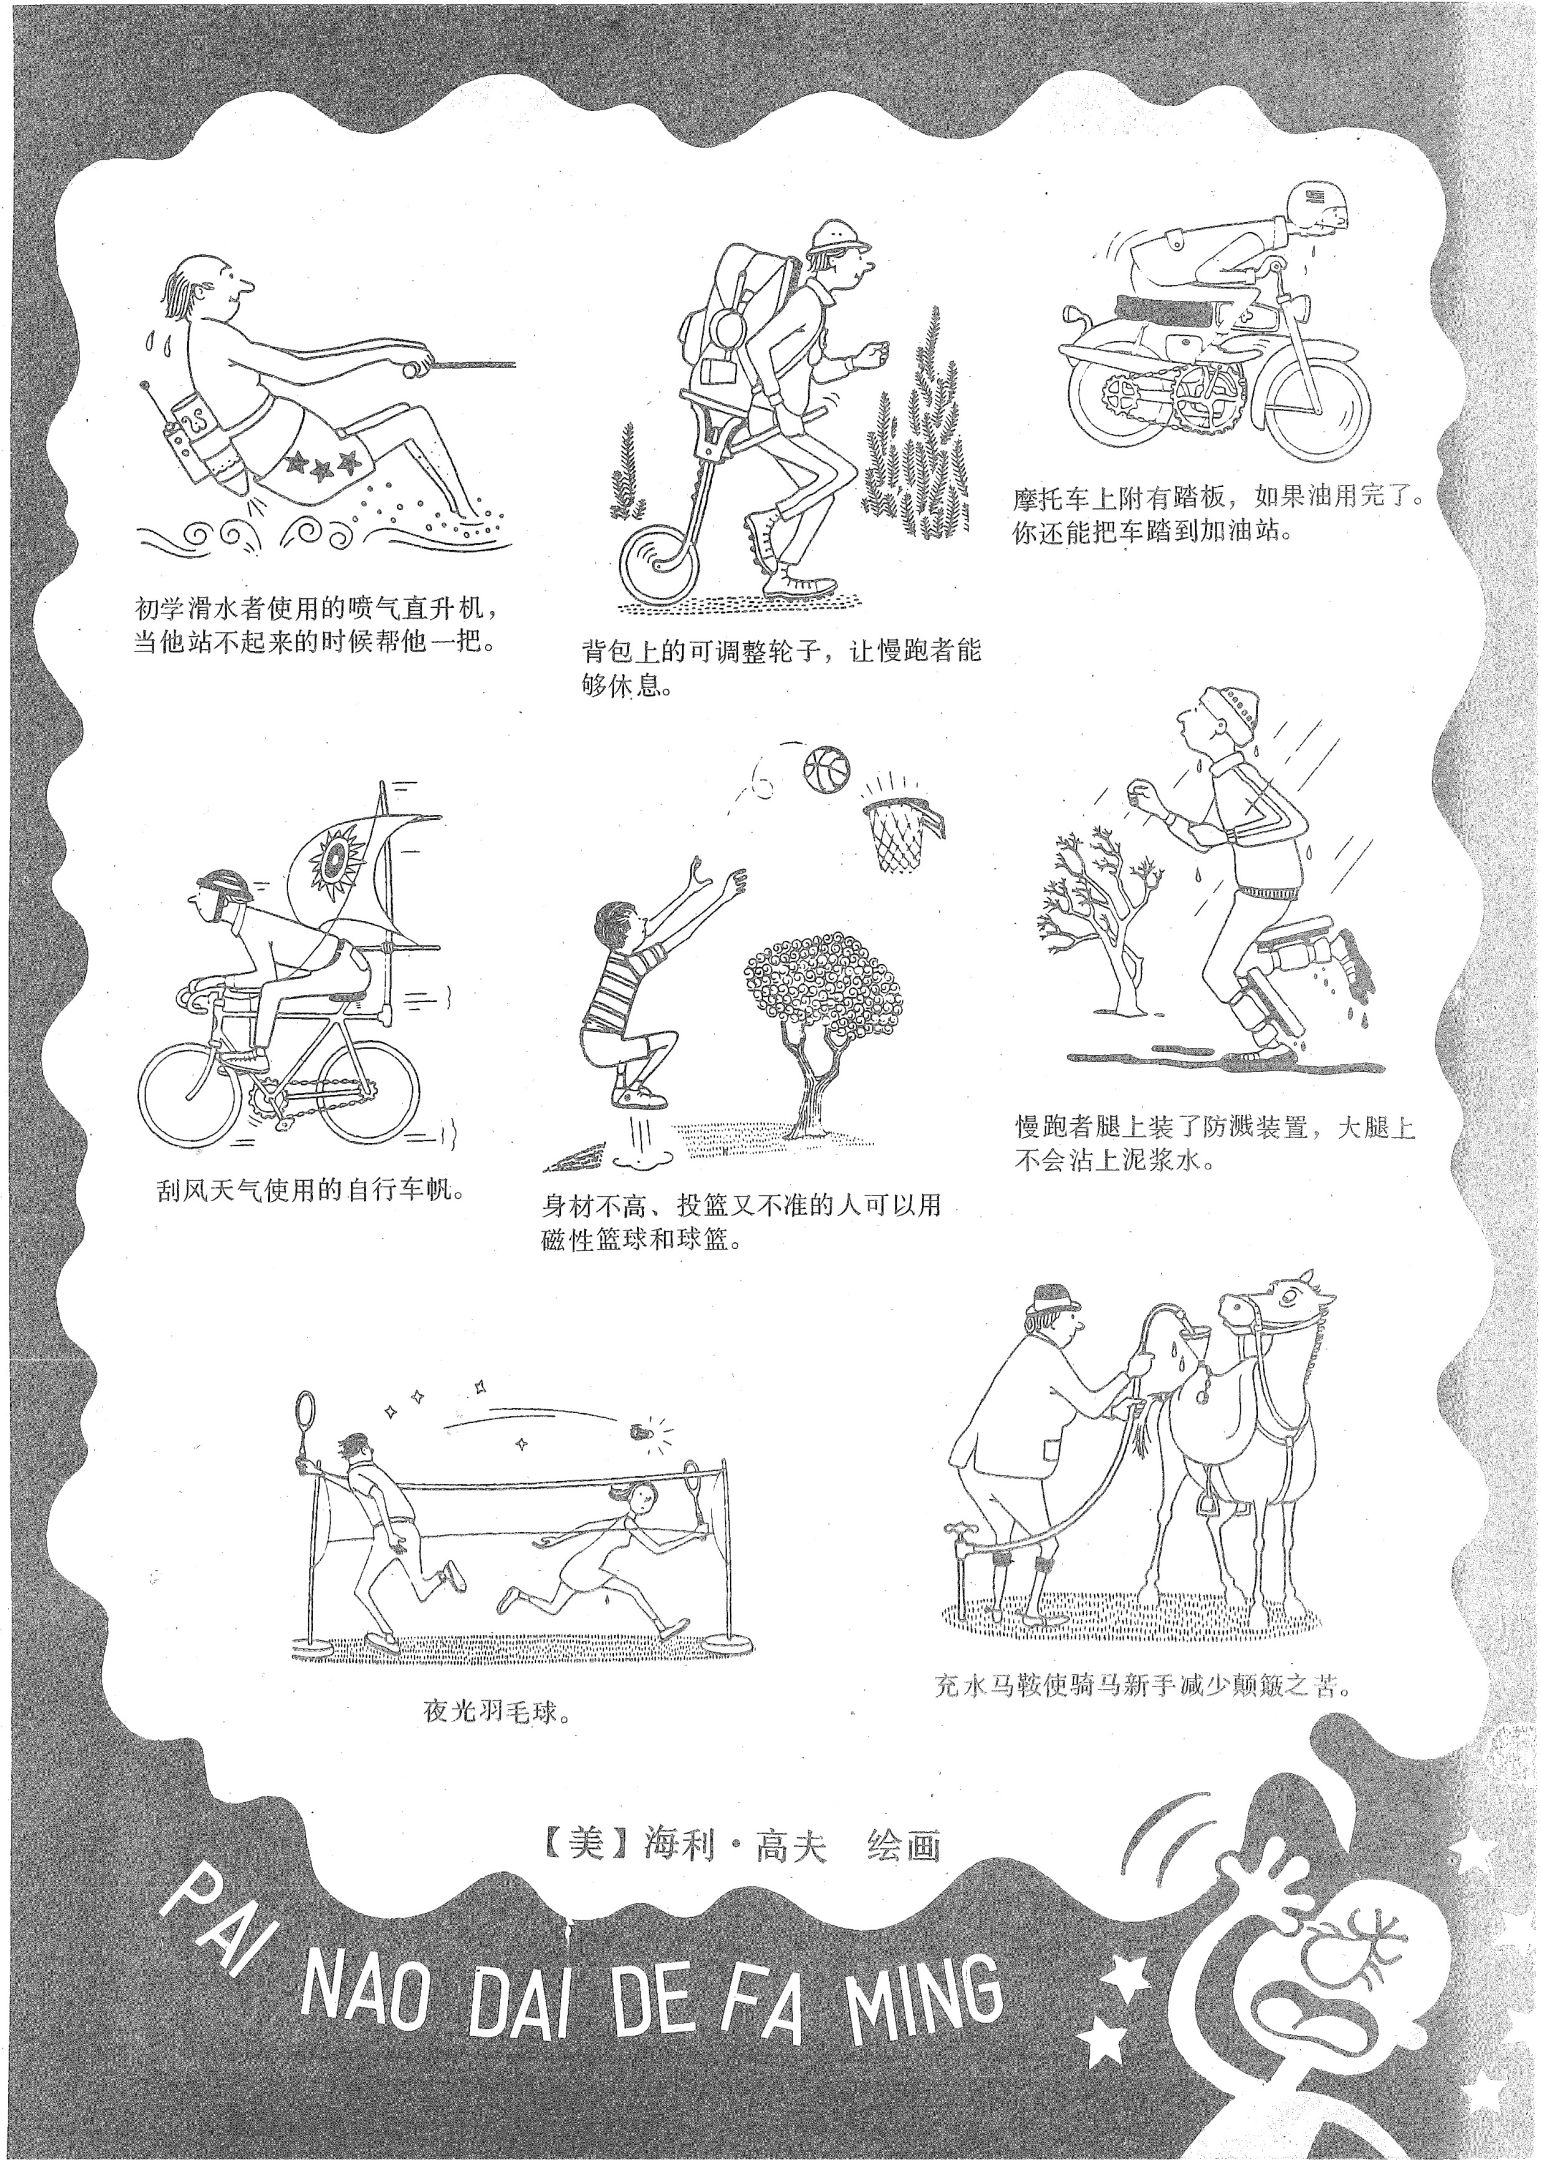 摩托车上附有踏板，如果油用完了。
你还能把车踏到加油站。
初学滑水者使用的喷气直升机，
当他站不起来的时候帮他一把。
背包上的可调整轮子，让慢跑者能
够休息。
慢跑者腿上装了防溅装置，大腿上
不会沾上泥浆水。
刮风天气使用的自行车帆。
身材不高、投篮又不准的人可以用
磁性篮球和球篮。
夜光羽毛球。
充水马鞍使骑马新手减少颠簸之苦。
【美】海利·高夫 绘画
PAI NAO DAI DE FA MING